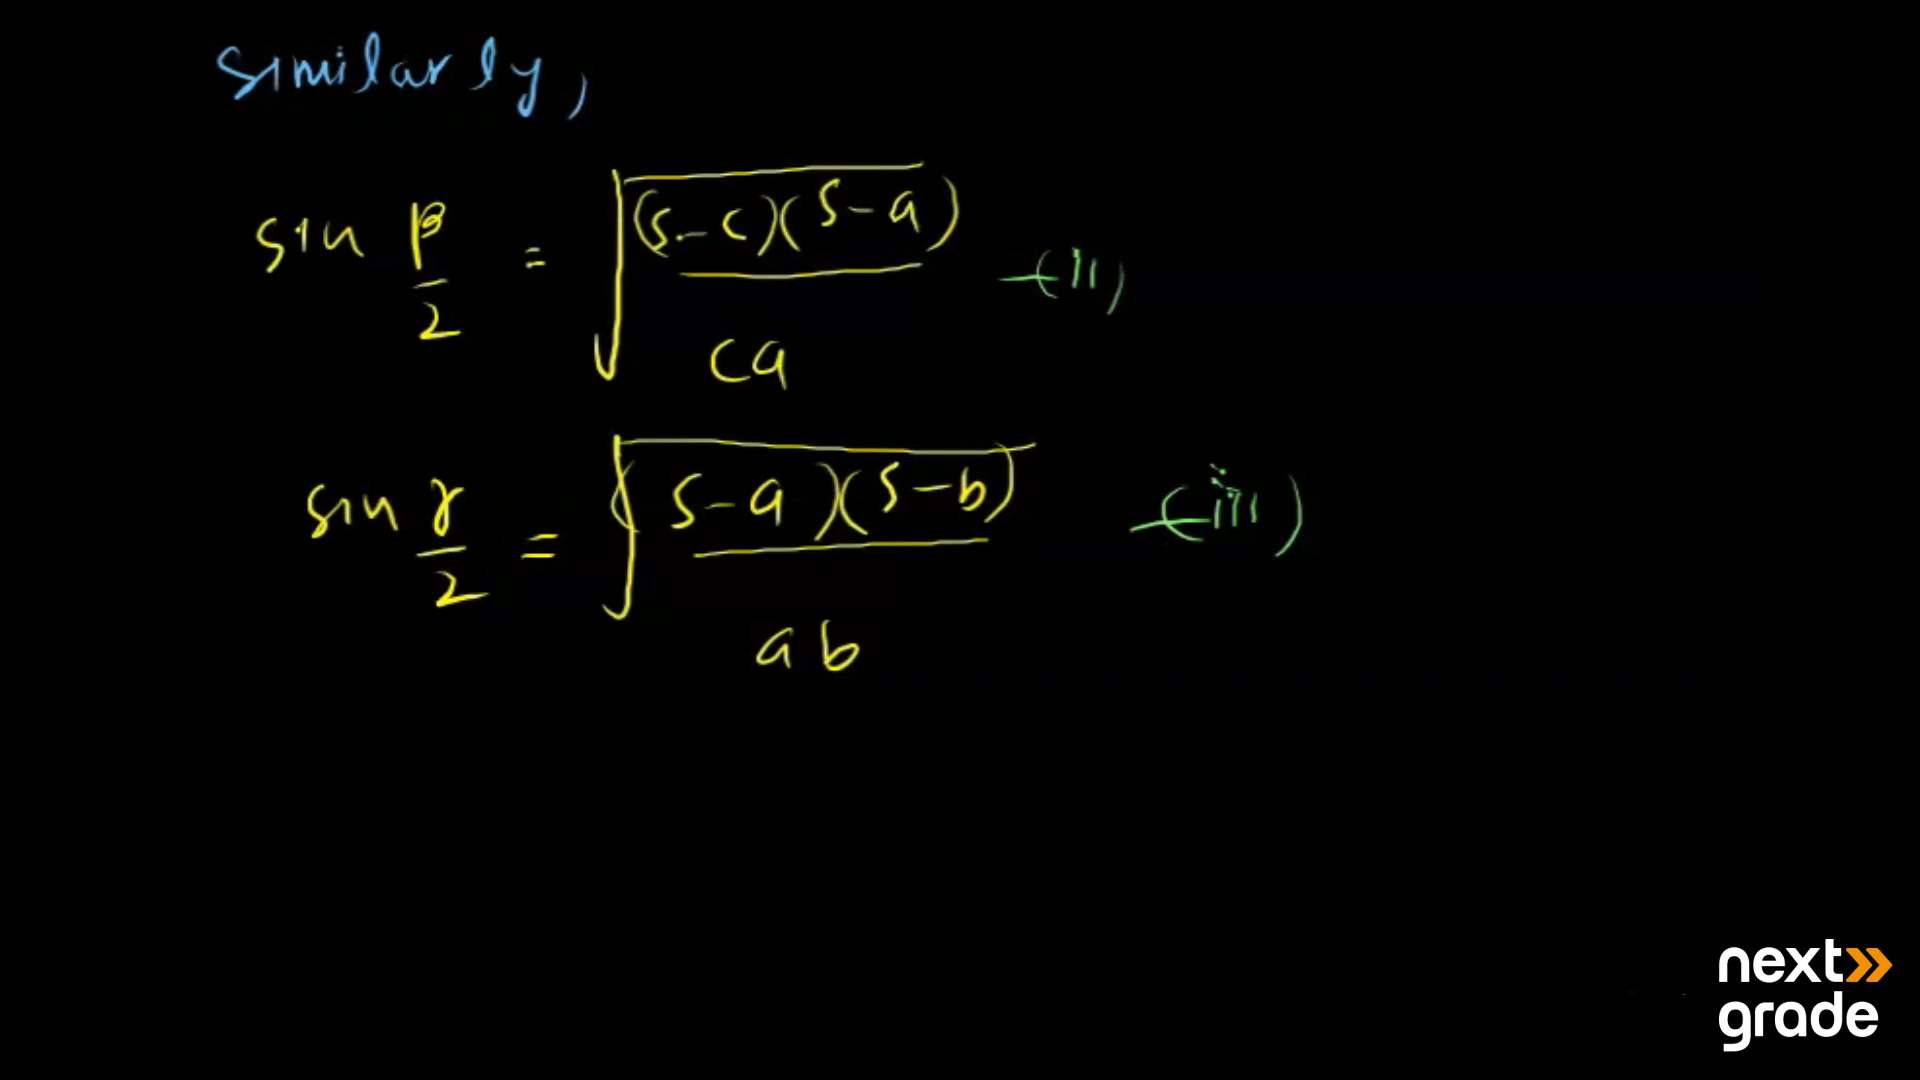 Similarly,
sin β/2 = √((s-c)(s-a)/ca) —(ii)
sin γ/2 = √((s-a)(s-b)/ab) —(iii)
next
grade